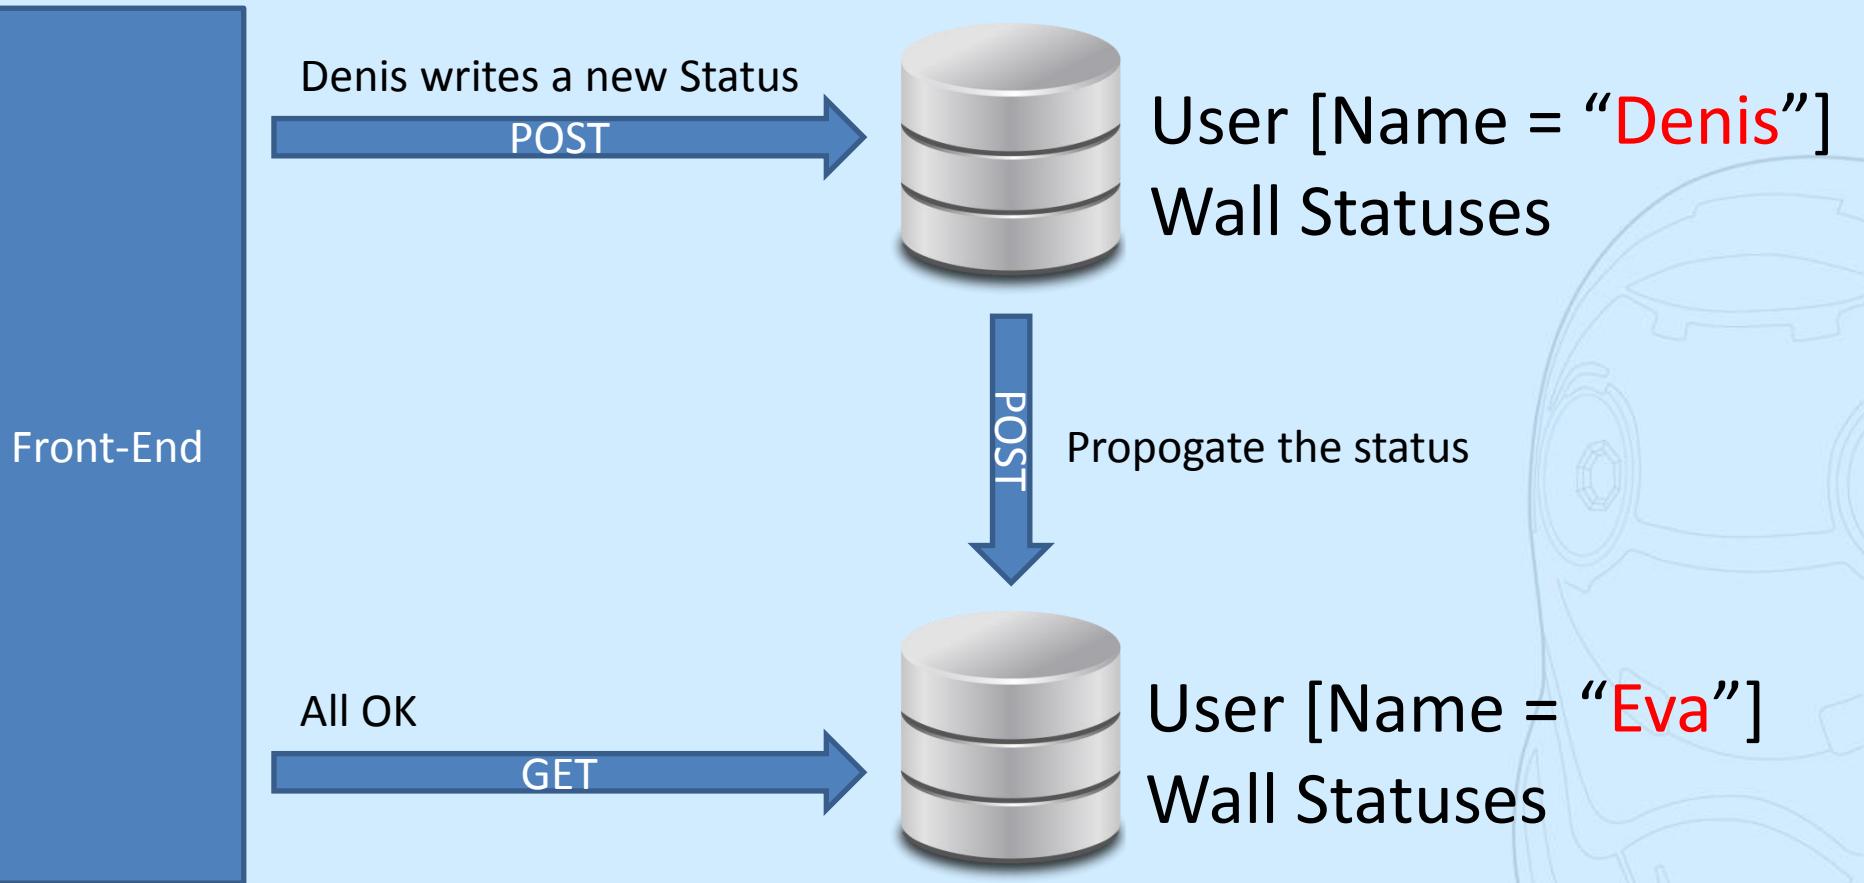 Denis writes a new Status
POST
User [Name = “Denis”]
Wall Statuses
Front-End
POST
Propogate the status
All OK
GET
User [Name = “Eva”]
Wall Statuses